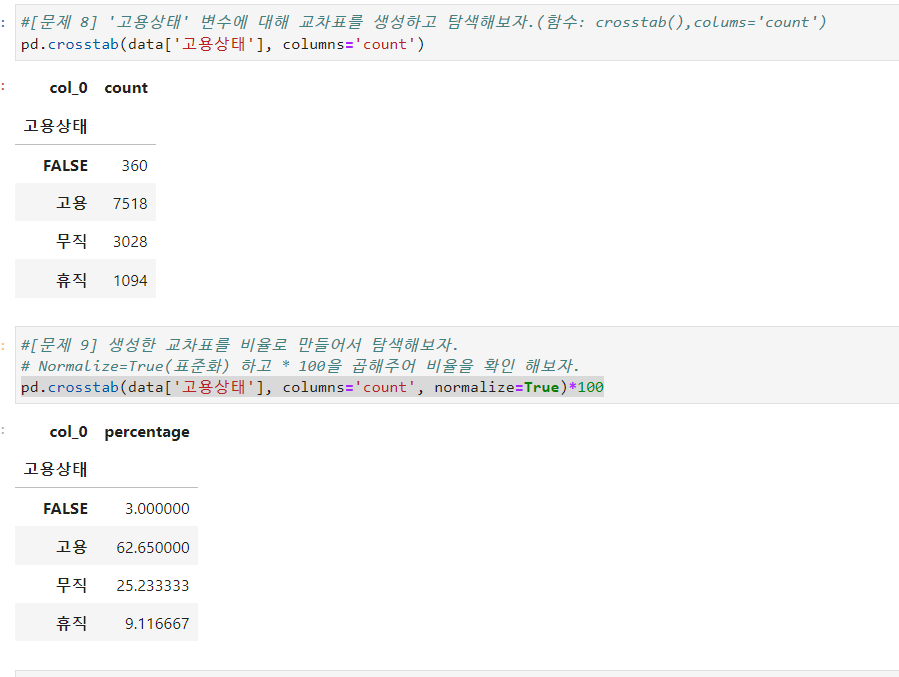 #[문제 8] '고용상태' 변수에 대해 교차표를 생성하고 탐색해보자.(함수: crosstab(),colums='count')
pd.crosstab(data['고용상태'], columns='count')
col_0 count
고용상태
FALSE 360
고용 7518
무직 3028
휴직 1094
#[문제 9] 생성한 교차표를 비율로 만들어서 탐색해보자.
# Normalize=True(표준화) 하고 * 100을 곱해주어 비율을 확인 해보자.
pd.crosstab(data['고용상태'], columns='count', normalize=True)*100
col_0 percentage
고용상태
FALSE 3.000000
고용 62.650000
무직 25.233333
휴직 9.116667